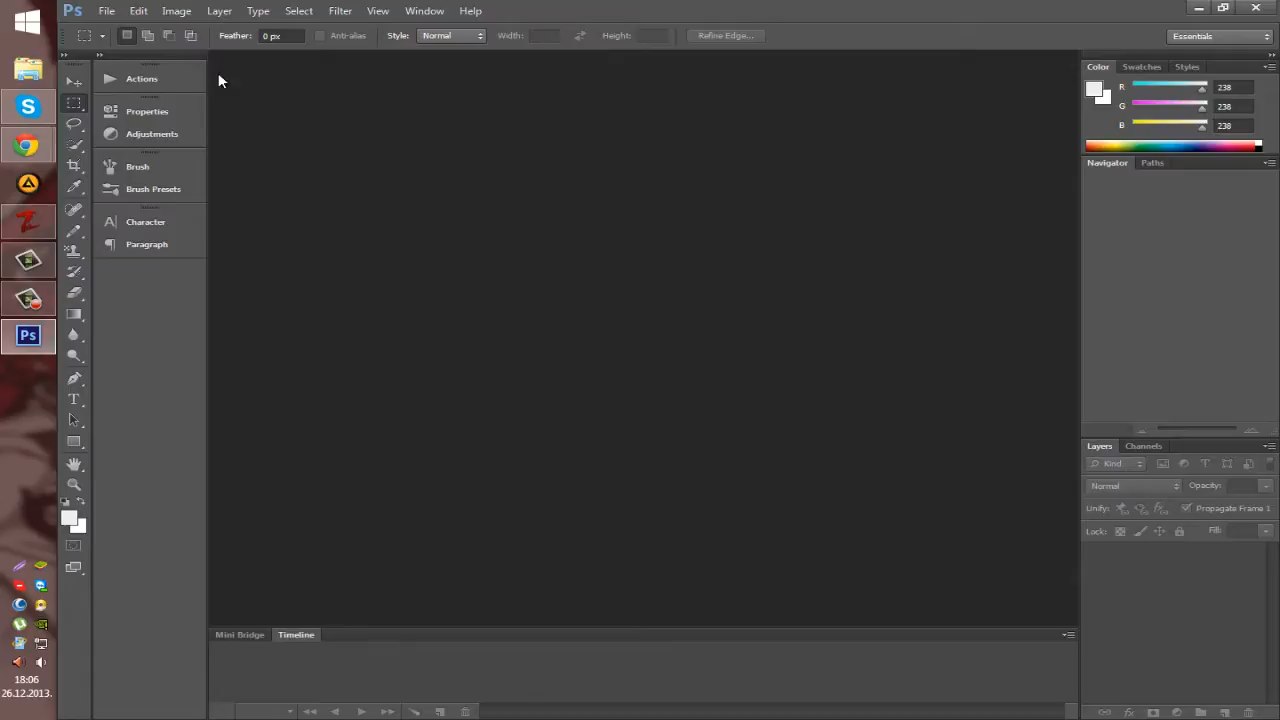 Ps File Edit Image Layer Type Select Filter View Window Help
Feather: 0 px Anti-alias Style: Normal Width: Height: Refine Edge... Essentials
Actions
Properties
Adjustments
Brush
Brush Presets
Character
Paragraph
Color Swatches Styles
R 238
G 238
B 238
Navigator Paths
Layers Channels
Kind
Normal Opacity:
Unify: Propagate Frame 1
Lock: Fill:
Mini Bridge Timeline
Ps
18:06
26.12.2013.